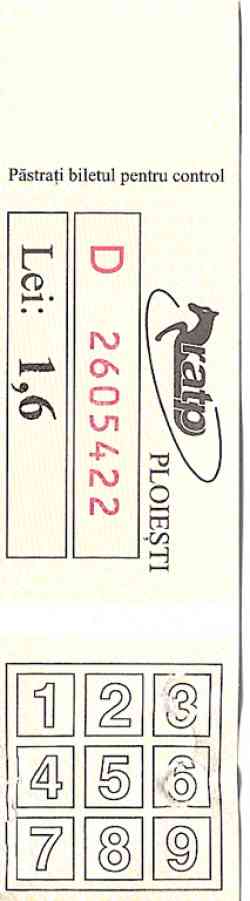 Păstrați biletul pentru control
ratp
PLOIEȘTI
D 2605422
Lei: 1,6
1 2 3
4 5 6
7 8 9